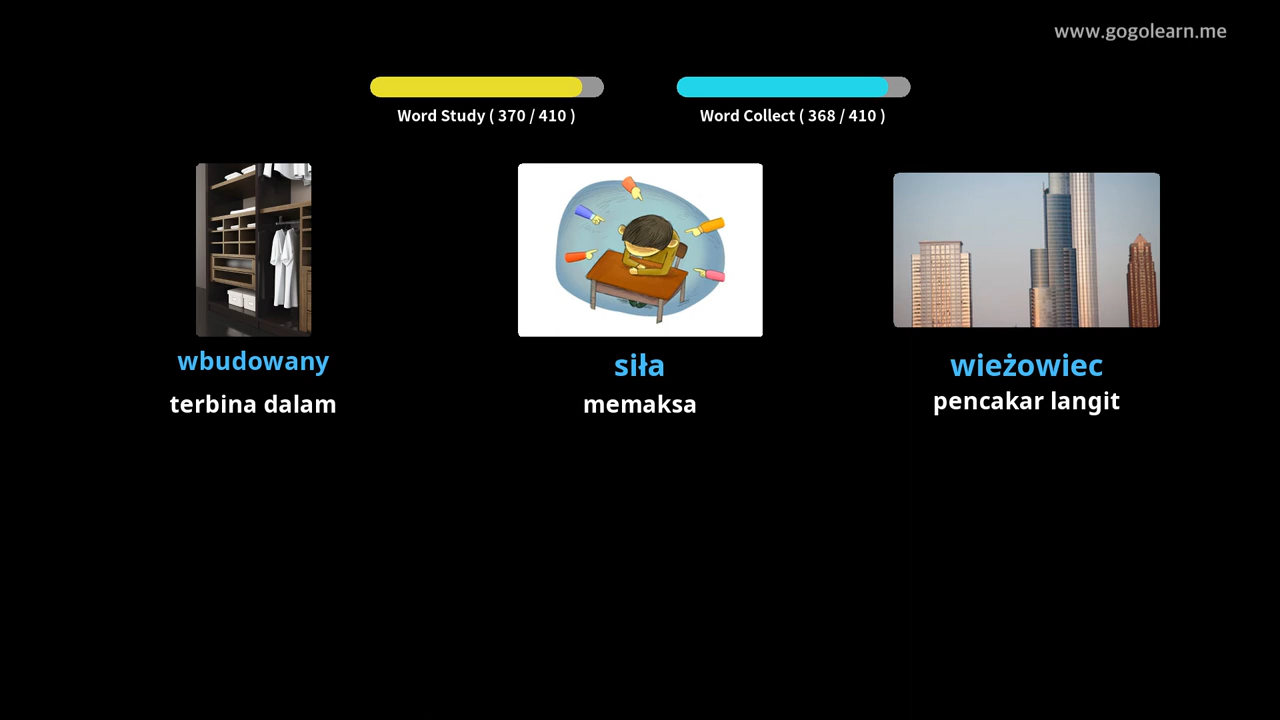 www.gogolearn.me
Word Study ( 370 / 410 )
Word Collect ( 368 / 410 )
wbudowany
terbina dalam
siła
memaksa
wieżowiec
pencakar langit